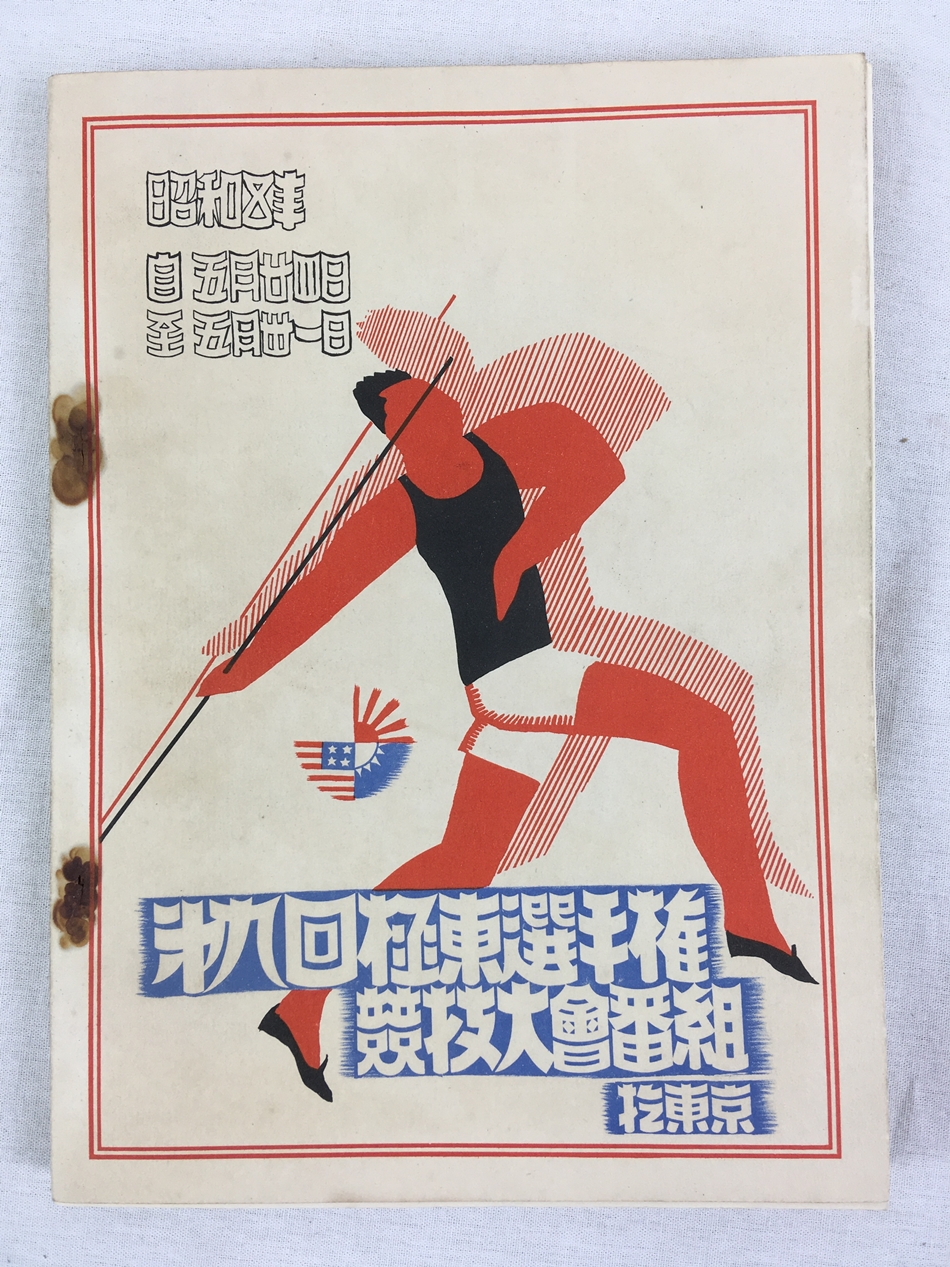 昭和5年
自 五月廿四日
至 五月卅一日
㐧九回極東選手権
競技大會番組
於東京